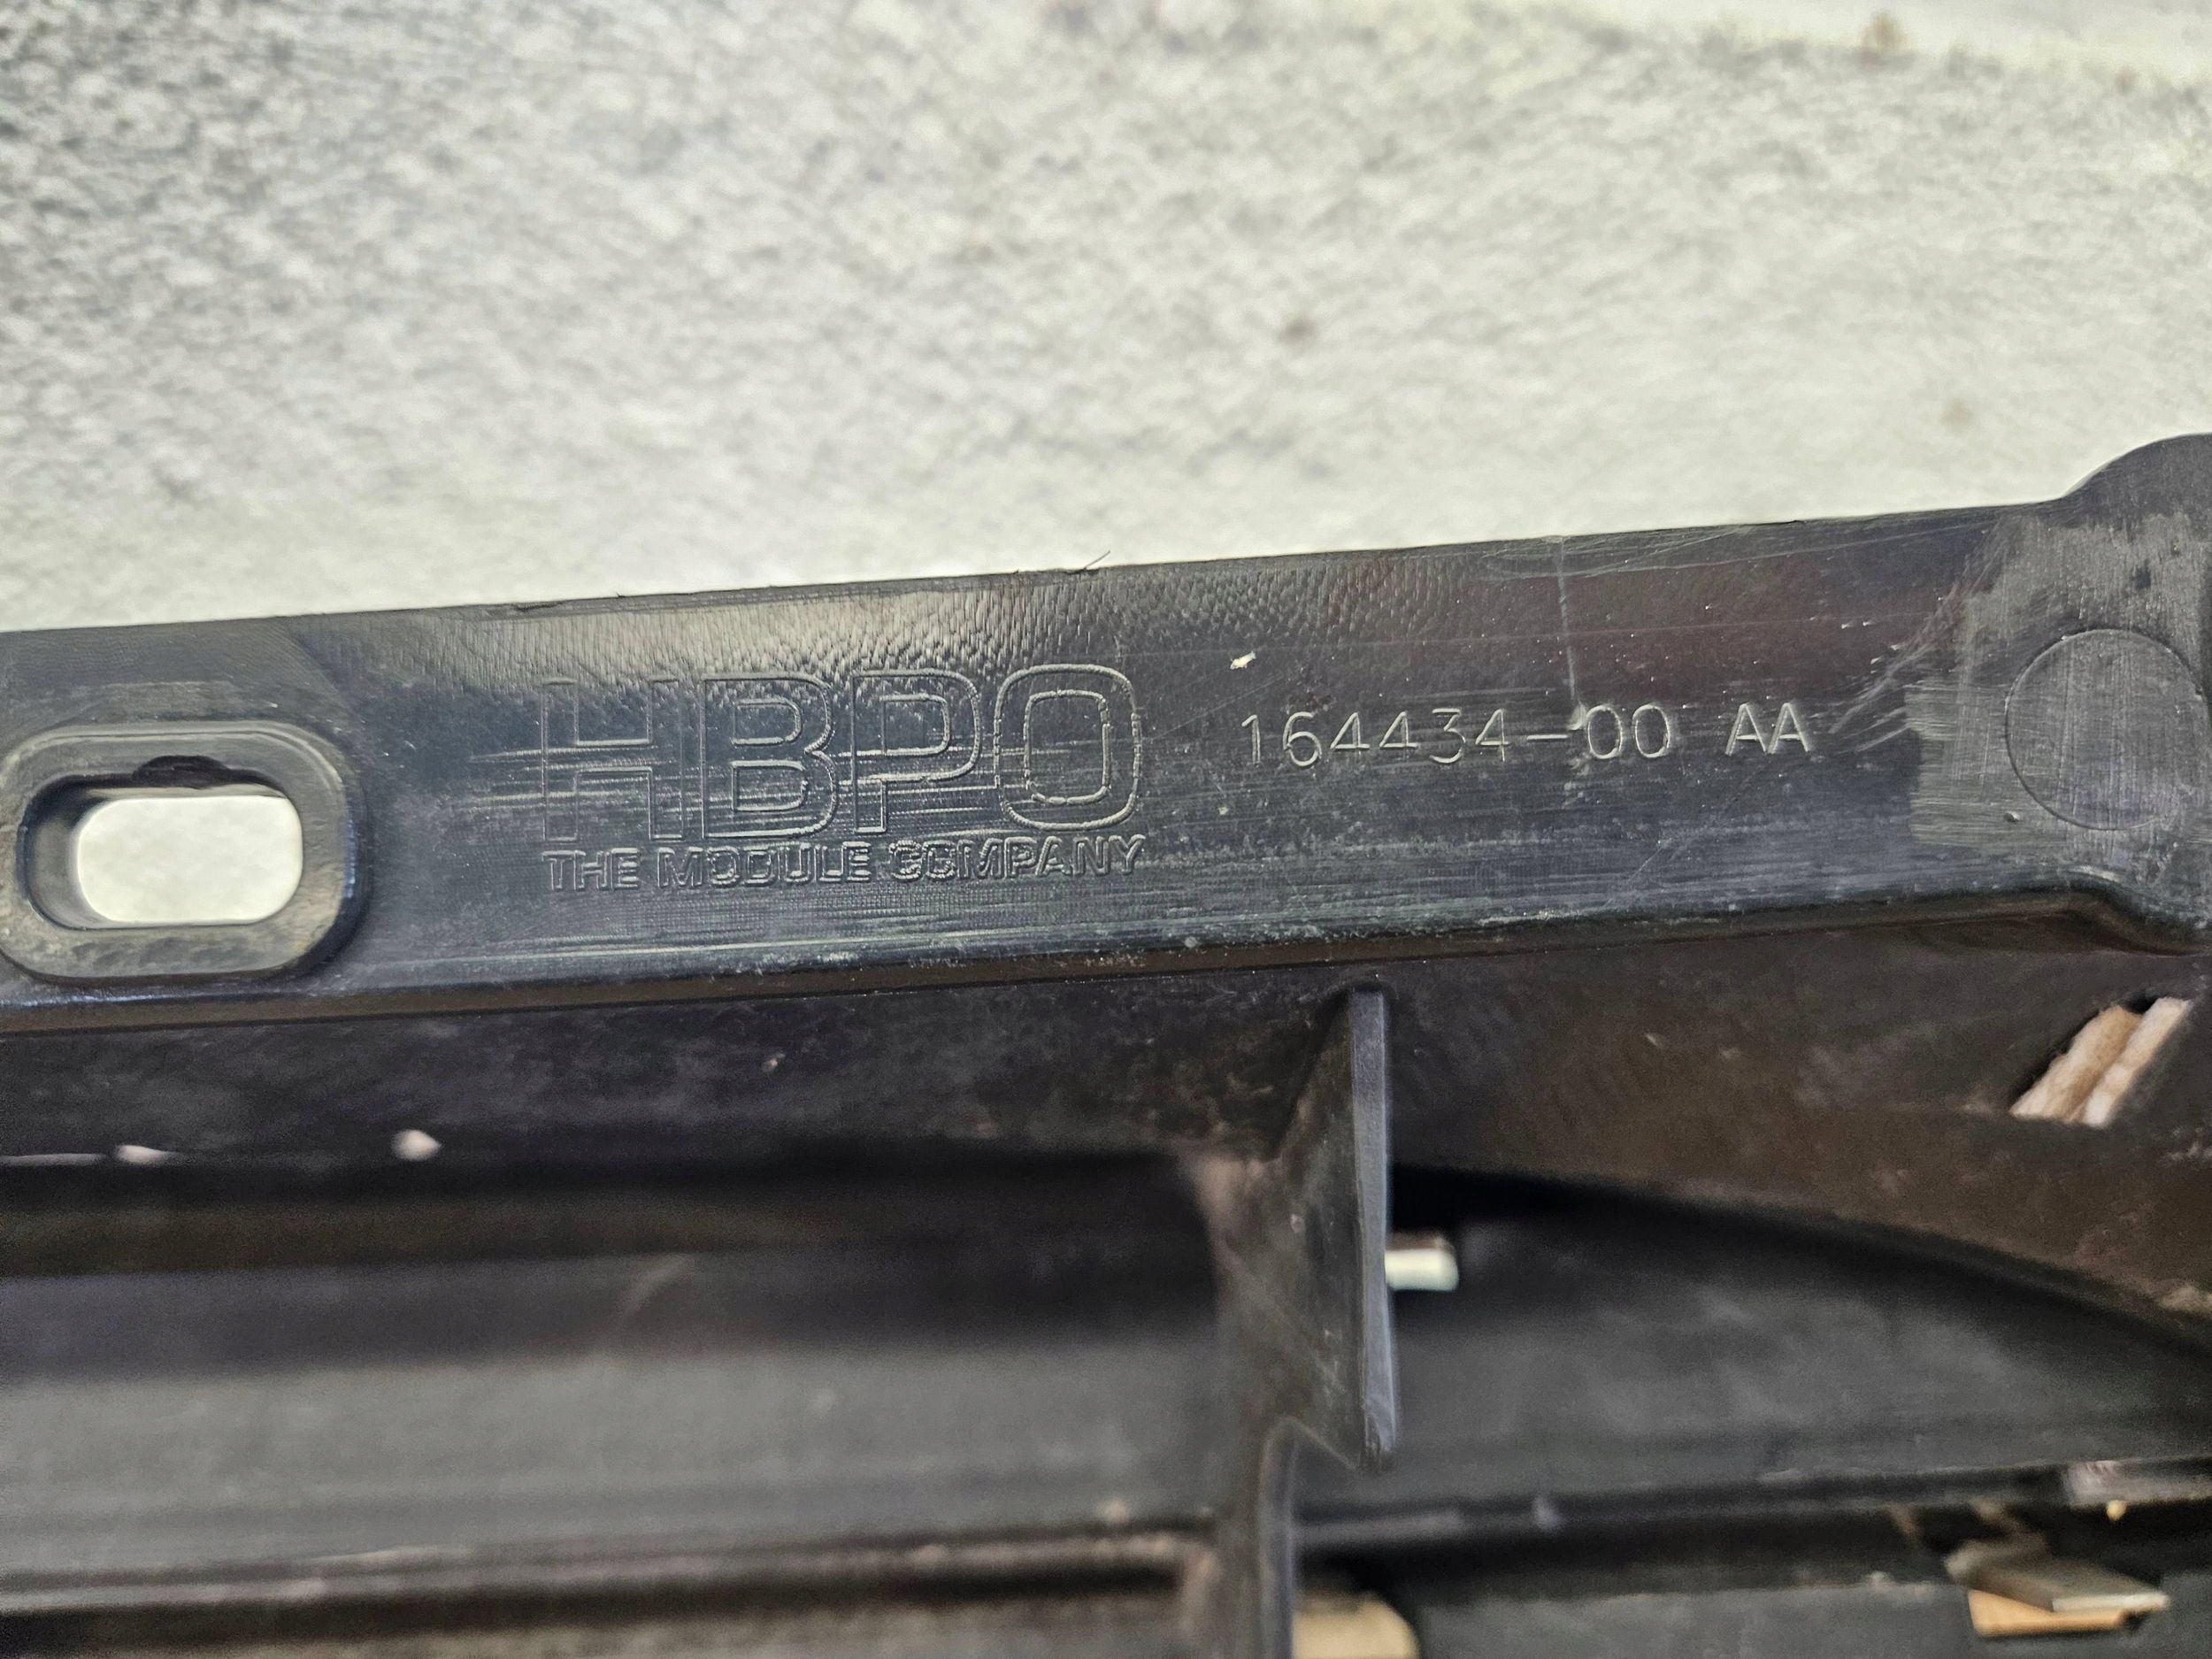 HBPO 164434-00 AA
THE MODULE COMPANY